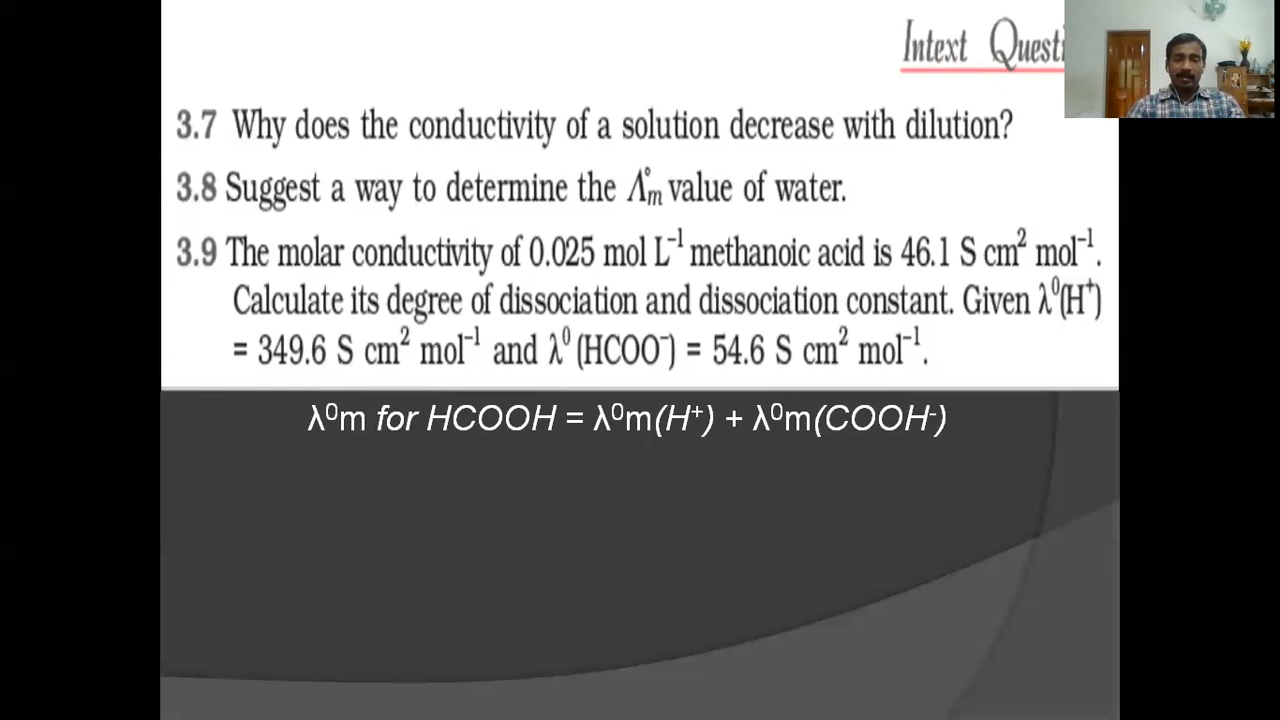 Intext Questi
3.7 Why does the conductivity of a solution decrease with dilution?
3.8 Suggest a way to determine the Λ°m value of water.
3.9 The molar conductivity of 0.025 mol L⁻¹ methanoic acid is 46.1 S cm² mol⁻¹.
Calculate its degree of dissociation and dissociation constant. Given λ⁰(H⁺)
= 349.6 S cm² mol⁻¹ and λ⁰(HCOO⁻) = 54.6 S cm² mol⁻¹.
λ⁰m for HCOOH = λ⁰m(H⁺) + λ⁰m(COOH⁻)